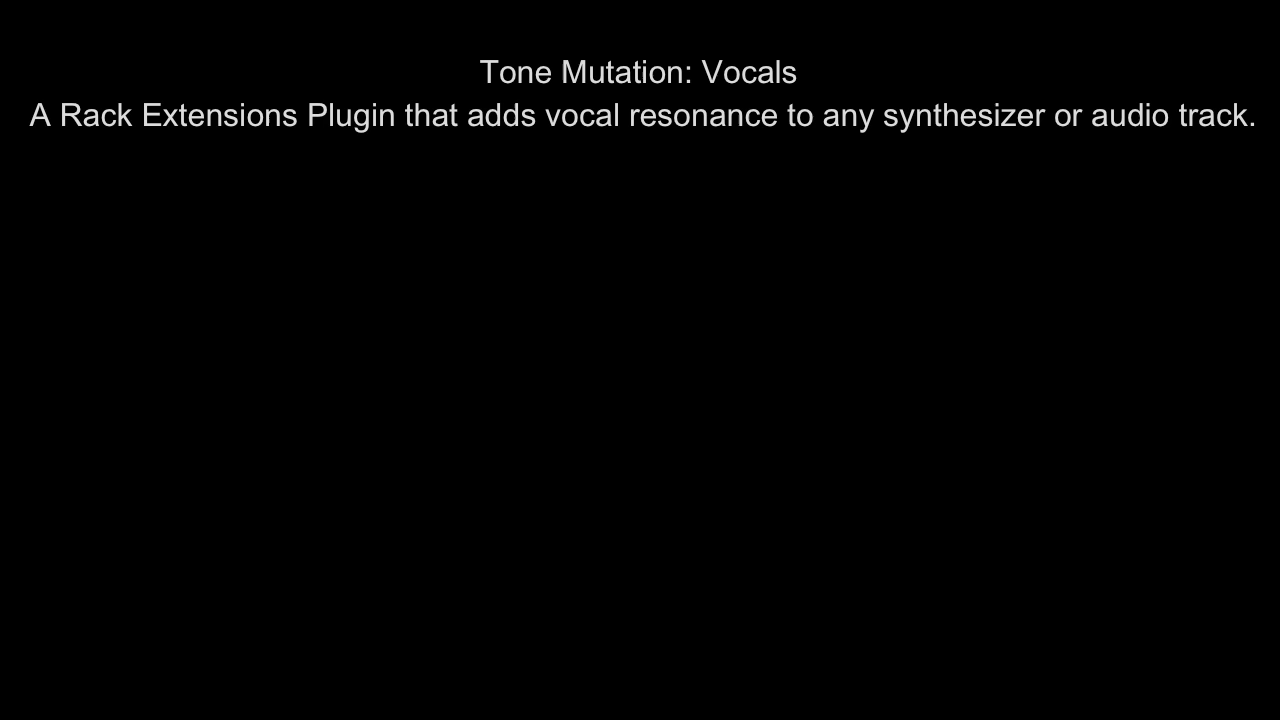 Tone Mutation: Vocals
A Rack Extensions Plugin that adds vocal resonance to any synthesizer or audio track.